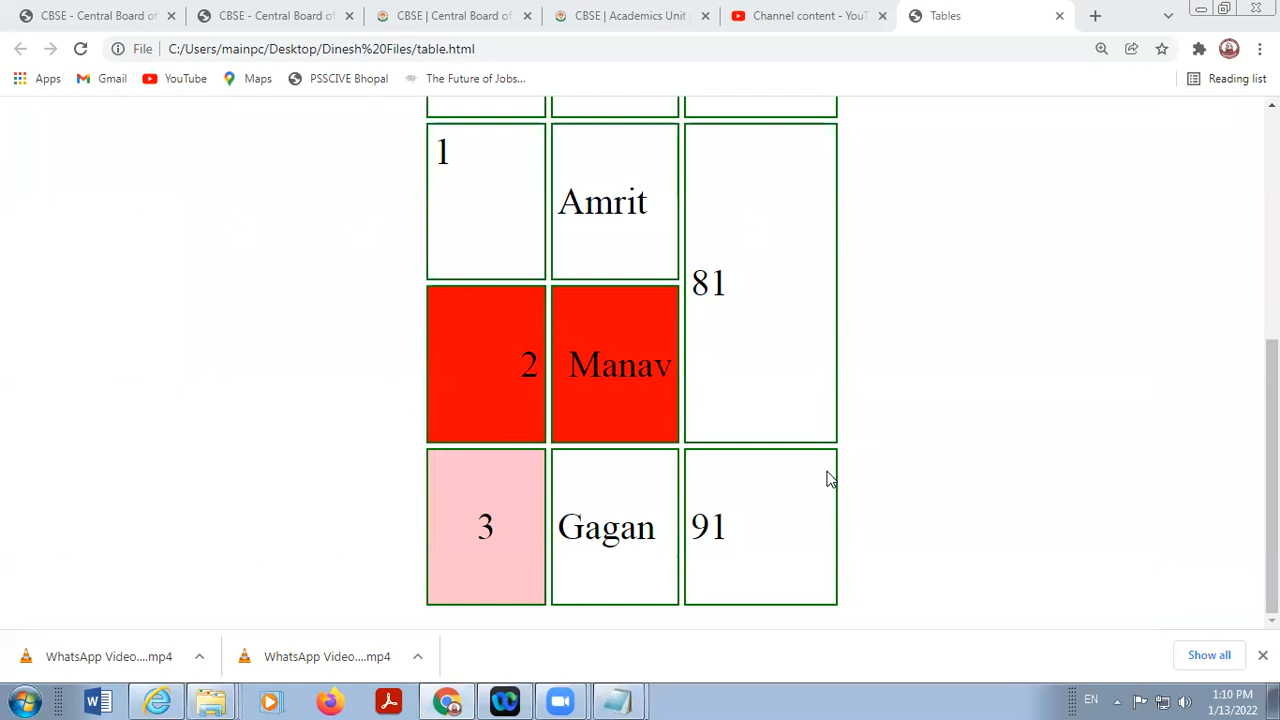 CBSE - Central Board of
CBSE - Central Board of
CBSE | Central Board of
CBSE | Academics Unit
Channel content - YouT
Tables
File
C:/Users/mainpc/Desktop/Dinesh%20Files/table.html
Apps
Gmail
YouTube
Maps
PSSCIVE Bhopal
The Future of Jobs...
Reading list
1
Amrit
81
2
Manav
3
Gagan
91
WhatsApp Video....mp4
WhatsApp Video....mp4
Show all
EN
1:10 PM
1/13/2022